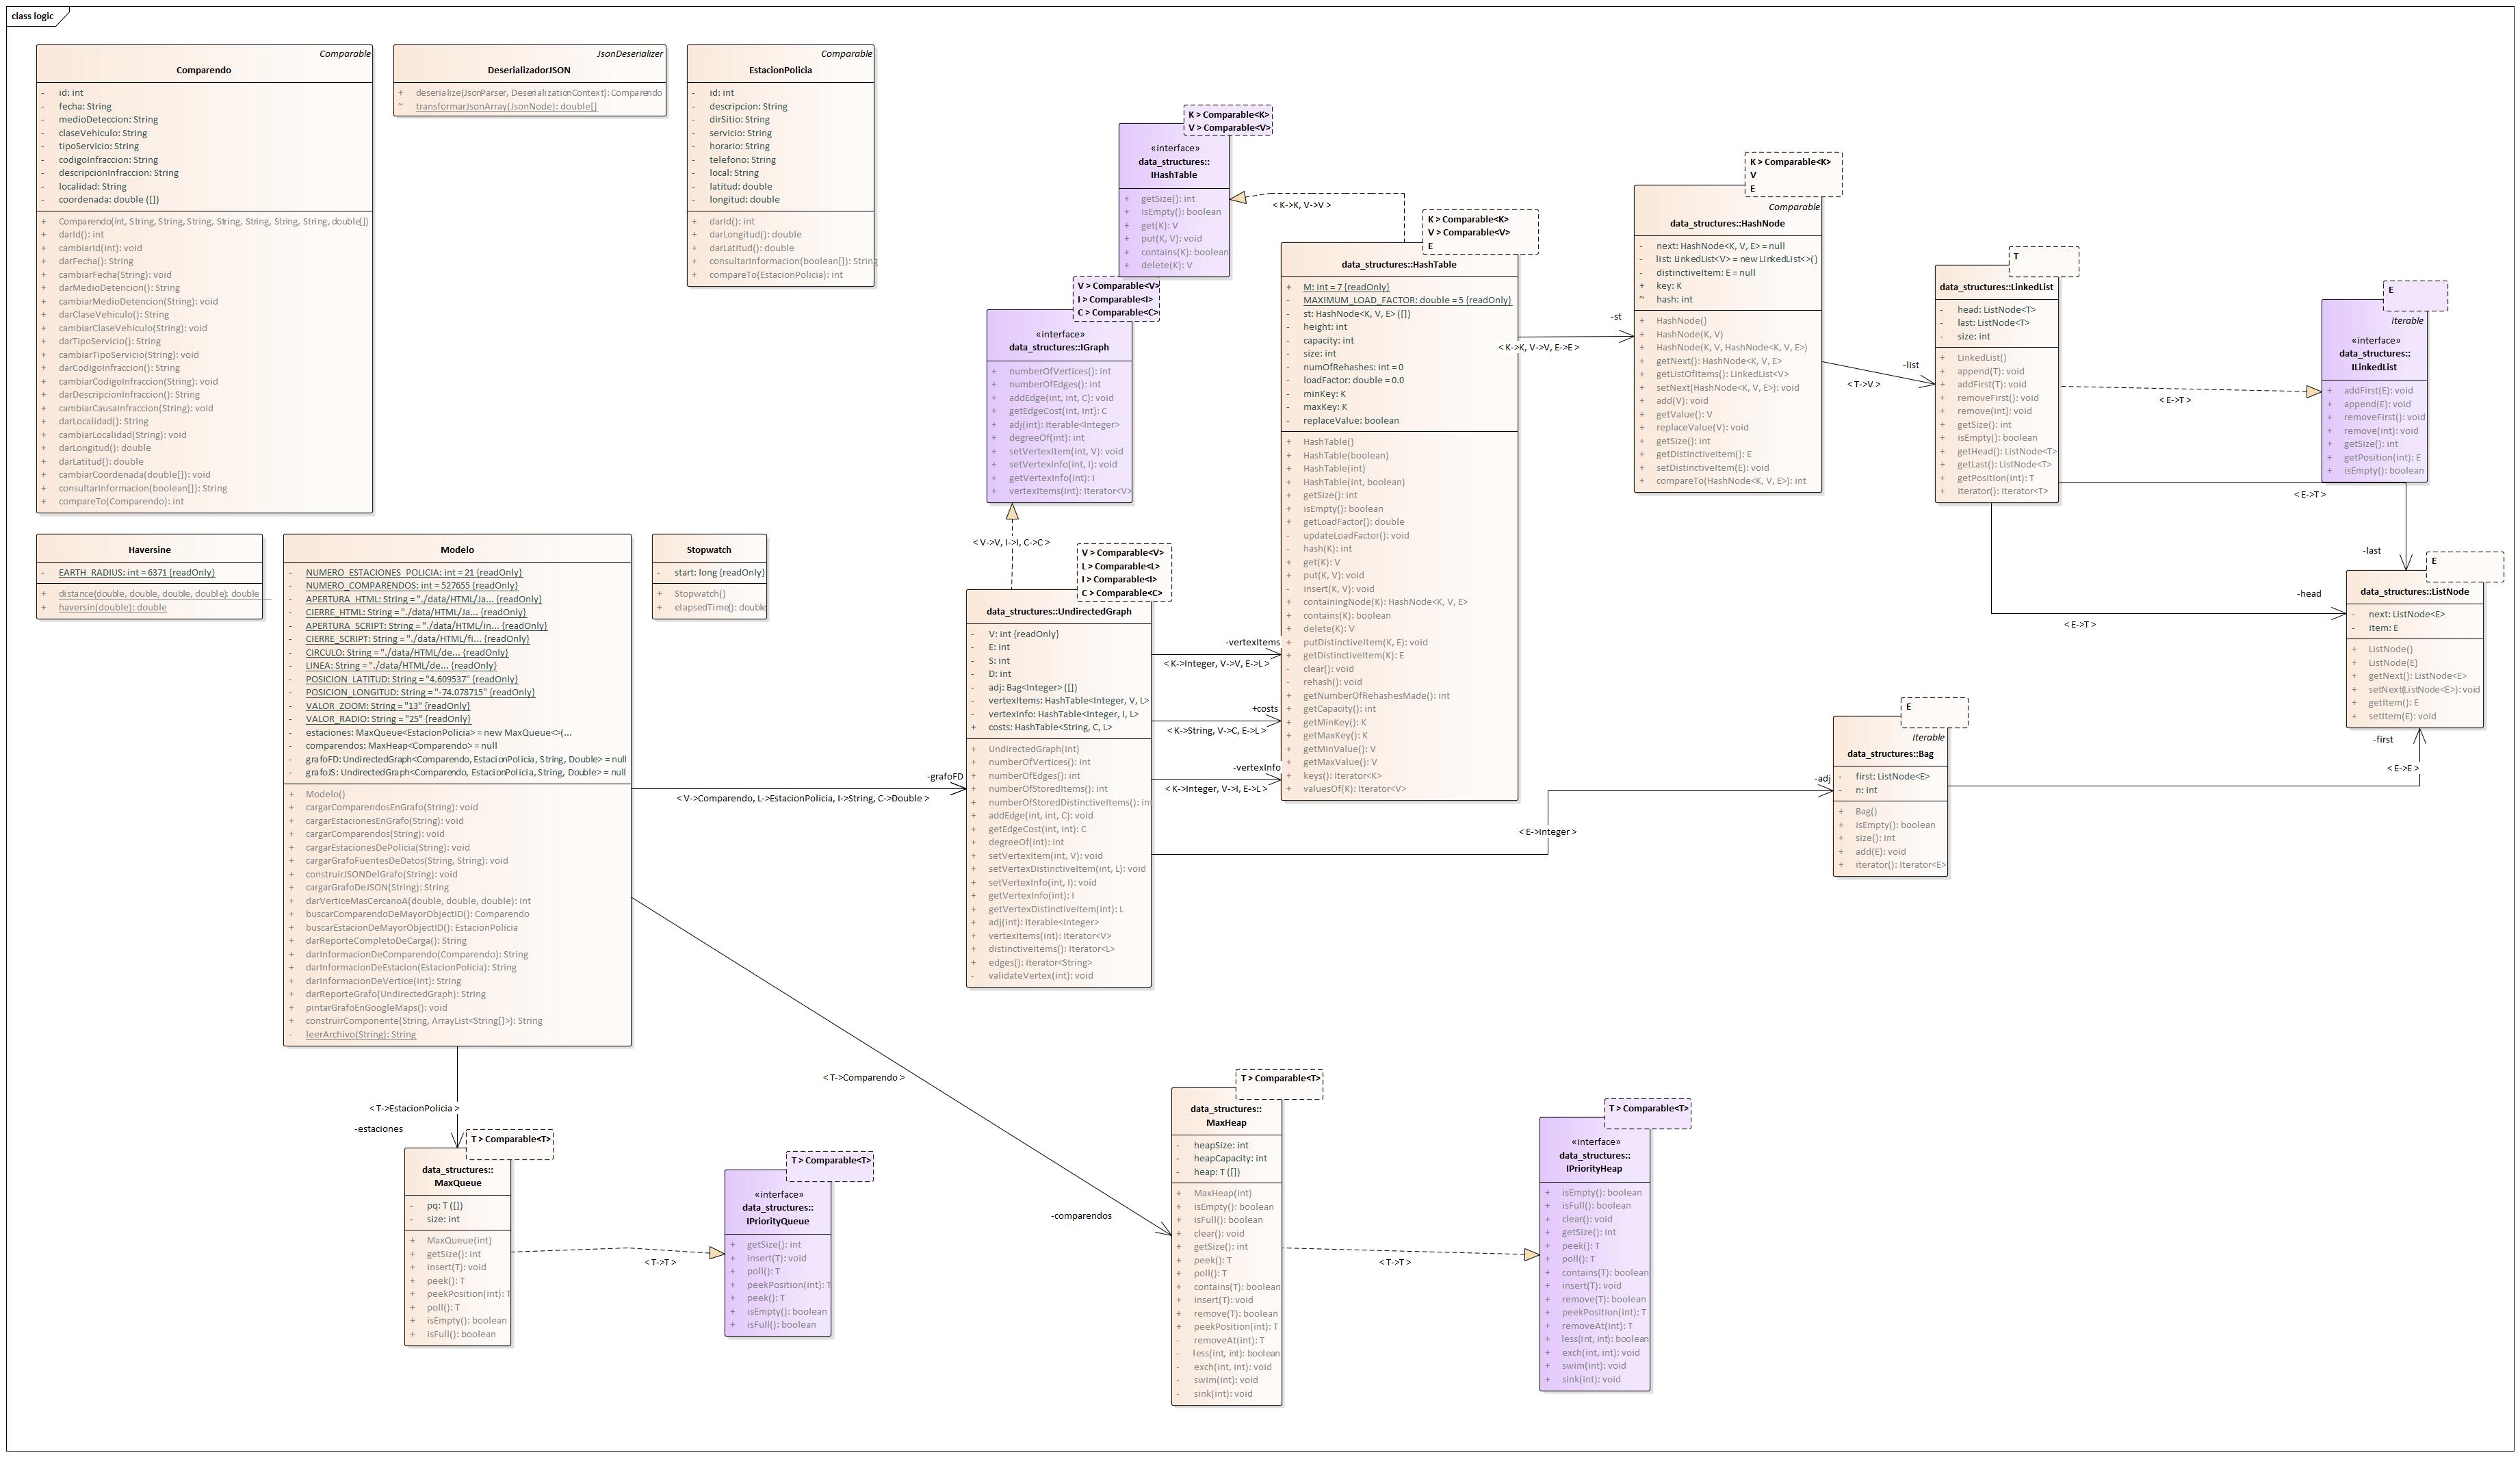 class logic
Comparable
Comparendo
- id: int
- fecha: String
- medioDeteccion: String
- claseVehiculo: String
- tipoServicio: String
- codigoInfraccion: String
- descripcionInfraccion: String
- localidad: String
- coordenada: double ([])
+ Comparendo(int, String, String, String, String, String, String, String, double[])
+ darId(): int
+ cambiarId(int): void
+ darFecha(): String
+ cambiarFecha(String): void
+ darMedioDetencion(): String
+ cambiarMedioDetencion(String): void
+ darClaseVehiculo(): String
+ cambiarClaseVehiculo(String): void
+ darTipoServicio(): String
+ cambiarTipoServicio(String): void
+ darCodigoInfraccion(): String
+ cambiarCodigoInfraccion(String): void
+ darDescripcionInfraccion(): String
+ cambiarCausaInfraccion(String): void
+ darLocalidad(): String
+ cambiarLocalidad(String): void
+ darLongitud(): double
+ darLatitud(): double
+ cambiarCoordenada(double[]): void
+ consultarInformacion(boolean[]): String
+ compareTo(Comparendo): int
JsonDeserializer
DeserializadorJSON
+ deserialize(JsonParser, DeserializationContext): Comparendo
~ transformarJsonArray(JsonNode): double[]
Comparable
EstacionPolicia
- id: int
- descripcion: String
- dirSitio: String
- servicio: String
- horario: String
- telefono: String
- local: String
- latitud: double
- longitud: double
+ darId(): int
+ darLongitud(): double
+ darLatitud(): double
+ consultarInformacion(boolean[]): String
+ compareTo(EstacionPolicia): int
Haversine
- EARTH_RADIUS: int = 6371 {readOnly}
+ distance(double, double, double, double): double
+ haversin(double): double
Modelo
- NUMERO_ESTACIONES_POLICIA: int = 21 {readOnly}
- NUMERO_COMPARENDOS: int = 527655 {readOnly}
- APERTURA_HTML: String = "./data/HTML/Ja... {readOnly}
- CIERRE_HTML: String = "./data/HTML/Ja... {readOnly}
- APERTURA_SCRIPT: String = "./data/HTML/in... {readOnly}
- CIERRE_SCRIPT: String = "./data/HTML/fi... {readOnly}
- CIRCULO: String = "./data/HTML/de... {readOnly}
- LINEA: String = "./data/HTML/de... {readOnly}
- POSICION_LATITUD: String = "4.609537" {readOnly}
- POSICION_LONGITUD: String = "-74.078715" {readOnly}
- VALOR_ZOOM: String = "13" {readOnly}
- VALOR_RADIO: String = "25" {readOnly}
- estaciones: MaxQueue<EstacionPolicia> = new MaxQueue<>(...
- comparendos: MaxHeap<Comparendo> = null
- grafoFD: UndirectedGraph<Comparendo, EstacionPolicia, String, Double> = null
- grafoJS: UndirectedGraph<Comparendo, EstacionPolicia, String, Double> = null
+ Modelo()
+ cargarComparendosEnGrafo(String): void
+ cargarEstacionesEnGrafo(String): void
+ cargarComparendos(String): void
+ cargarEstacionesDePolicia(String): void
+ cargarGrafoFuentesDeDatos(String, String): void
+ construirJSONDelGrafo(String): void
+ cargarGrafoDeJSON(String): String
+ darVerticeMasCercanoA(double, double, double): int
+ buscarComparendoDeMayorObjectID(): Comparendo
+ buscarEstacionDeMayorObjectID(): EstacionPolicia
+ darReporteCompletoDeCarga(): String
+ darInformacionDeComparendo(Comparendo): String
+ darInformacionDeEstacion(EstacionPolicia): String
+ darInformacionDeVertice(int): String
+ darReporteGrafo(UndirectedGraph): String
+ pintarGrafoEnGoogleMaps(): void
+ construirComponente(String, ArrayList<String[]>): String
- leerArchivo(String): String
Stopwatch
- start: long {readOnly}
+ Stopwatch()
+ elapsedTime(): double
K > Comparable<K>
V > Comparable<V>
«interface»
data_structures::
IHashTable
+ getSize(): int
+ isEmpty(): boolean
+ get(K): V
+ put(K, V): void
+ contains(K): boolean
+ delete(K): V
< K->K, V->V >
V > Comparable<V>
I > Comparable<I>
C > Comparable<C>
«interface»
data_structures::IGraph
+ numberOfVertices(): int
+ numberOfEdges(): int
+ addEdge(int, int, C): void
+ getEdgeCost(int, int): C
+ adj(int): Iterable<Integer>
+ degreeOf(int): int
+ setVertexItem(int, V): void
+ setVertexInfo(int, I): void
+ getVertexInfo(int): I
+ vertexItems(int): Iterator<V>
< V->V, I->I, C->C >
V > Comparable<V>
L > Comparable<L>
I > Comparable<I>
C > Comparable<C>
data_structures::UndirectedGraph
- V: int {readOnly}
- E: int
- S: int
- D: int
- adj: Bag<Integer> ([])
- vertexItems: HashTable<Integer, V, L>
- vertexInfo: HashTable<Integer, I, L>
+ costs: HashTable<String, C, L>
+ UndirectedGraph(int)
+ numberOfVertices(): int
+ numberOfEdges(): int
+ numberOfStoredItems(): int
+ numberOfStoredDistinctiveItems(): int
+ addEdge(int, int, C): void
+ getEdgeCost(int, int): C
+ degreeOf(int): int
+ setVertexItem(int, V): void
+ setVertexDistinctiveItem(int, L): void
+ setVertexInfo(int, I): void
+ getVertexInfo(int): I
+ getVertexDistinctiveItem(int): L
+ adj(int): Iterable<Integer>
+ vertexItems(int): Iterator<V>
+ distinctiveItems(): Iterator<L>
+ edges(): Iterator<String>
- validateVertex(int): void
-grafoFD
< V->Comparendo, L->EstacionPolicia, I->String, C->Double >
-vertexItems
< K->Integer, V->V, E->L >
+costs
< K->String, V->C, E->L >
-vertexInfo
< K->Integer, V->I, E->L >
K > Comparable<K>
V > Comparable<V>
E
data_structures::HashTable
+ M: int = 7 {readOnly}
- MAXIMUM_LOAD_FACTOR: double = 5 {readOnly}
- st: HashNode<K, V, E> ([])
- height: int
- capacity: int
- size: int
- numOfRehashes: int = 0
- loadFactor: double = 0.0
- minKey: K
- maxKey: K
- replaceValue: boolean
+ HashTable()
+ HashTable(boolean)
+ HashTable(int)
+ HashTable(int, boolean)
+ getSize(): int
+ isEmpty(): boolean
+ getLoadFactor(): double
- updateLoadFactor(): void
- hash(K): int
+ get(K): V
+ put(K, V): void
- insert(K, V): void
+ containingNode(K): HashNode<K, V, E>
+ contains(K): boolean
+ delete(K): V
+ putDistinctiveItem(K, E): void
+ getDistinctiveItem(K): E
- clear(): void
- rehash(): void
+ getNumberOfRehashesMade(): int
+ getCapacity(): int
+ getMinKey(): K
+ getMaxKey(): K
+ getMinValue(): V
+ getMaxValue(): V
+ keys(): Iterator<K>
+ valuesOf(K): Iterator<V>
-st
< K->K, V->V, E->E >
K > Comparable<K>
V
E
Comparable
data_structures::HashNode
- next: HashNode<K, V, E> = null
- list: LinkedList<V> = new LinkedList<>()
- distinctiveItem: E = null
+ key: K
~ hash: int
+ HashNode()
+ HashNode(K, V)
+ HashNode(K, V, HashNode<K, V, E>)
+ getNext(): HashNode<K, V, E>
+ getListOfItems(): LinkedList<V>
+ setNext(HashNode<K, V, E>): void
+ add(V): void
+ getValue(): V
+ replaceValue(V): void
+ getSize(): int
+ getDistinctiveItem(): E
+ setDistinctiveItem(E): void
+ compareTo(HashNode<K, V, E>): int
-list
< T->V >
T
data_structures::LinkedList
- head: ListNode<T>
- last: ListNode<T>
- size: int
+ LinkedList()
+ append(T): void
+ addFirst(T): void
+ removeFirst(): void
+ remove(int): void
+ getSize(): int
+ isEmpty(): boolean
+ getHead(): ListNode<T>
+ getLast(): ListNode<T>
+ getPosition(int): T
+ iterator(): Iterator<T>
< E->T >
E
Iterable
«interface»
data_structures::
ILinkedList
+ addFirst(E): void
+ append(E): void
+ removeFirst(): void
+ remove(int): void
+ getSize(): int
+ getPosition(int): E
+ isEmpty(): boolean
< E->T >
-last
-head
< E->T >
E
data_structures::ListNode
- next: ListNode<E>
- item: E
+ ListNode()
+ ListNode(E)
+ getNext(): ListNode<E>
+ setNext(ListNode<E>): void
+ getItem(): E
+ setItem(E): void
-first
< E->E >
E
Iterable
data_structures::Bag
- first: ListNode<E>
- n: int
+ Bag()
+ isEmpty(): boolean
+ size(): int
+ add(E): void
+ iterator(): Iterator<E>
-adj
< E->Integer >
< T->Comparendo >
-comparendos
< T->EstacionPolicia >
-estaciones
T > Comparable<T>
data_structures::
MaxQueue
- pq: T ([])
- size: int
+ MaxQueue(int)
+ getSize(): int
+ insert(T): void
+ peek(): T
+ peekPosition(int): T
+ poll(): T
+ isEmpty(): boolean
+ isFull(): boolean
< T->T >
T > Comparable<T>
«interface»
data_structures::
IPriorityQueue
+ getSize(): int
+ insert(T): void
+ poll(): T
+ peekPosition(int): T
+ peek(): T
+ isEmpty(): boolean
+ isFull(): boolean
T > Comparable<T>
data_structures::
MaxHeap
- heapSize: int
- heapCapacity: int
- heap: T ([])
+ MaxHeap(int)
+ isEmpty(): boolean
+ isFull(): boolean
+ clear(): void
+ getSize(): int
+ peek(): T
+ poll(): T
+ contains(T): boolean
+ insert(T): void
+ remove(T): boolean
+ peekPosition(int): T
- removeAt(int): T
- less(int, int): boolean
- exch(int, int): void
- swim(int): void
- sink(int): void
< T->T >
T > Comparable<T>
«interface»
data_structures::
IPriorityHeap
+ isEmpty(): boolean
+ isFull(): boolean
+ clear(): void
+ getSize(): int
+ peek(): T
+ poll(): T
+ contains(T): boolean
+ insert(T): void
+ remove(T): boolean
+ peekPosition(int): T
+ removeAt(int): T
+ less(int, int): boolean
+ exch(int, int): void
+ swim(int): void
+ sink(int): void